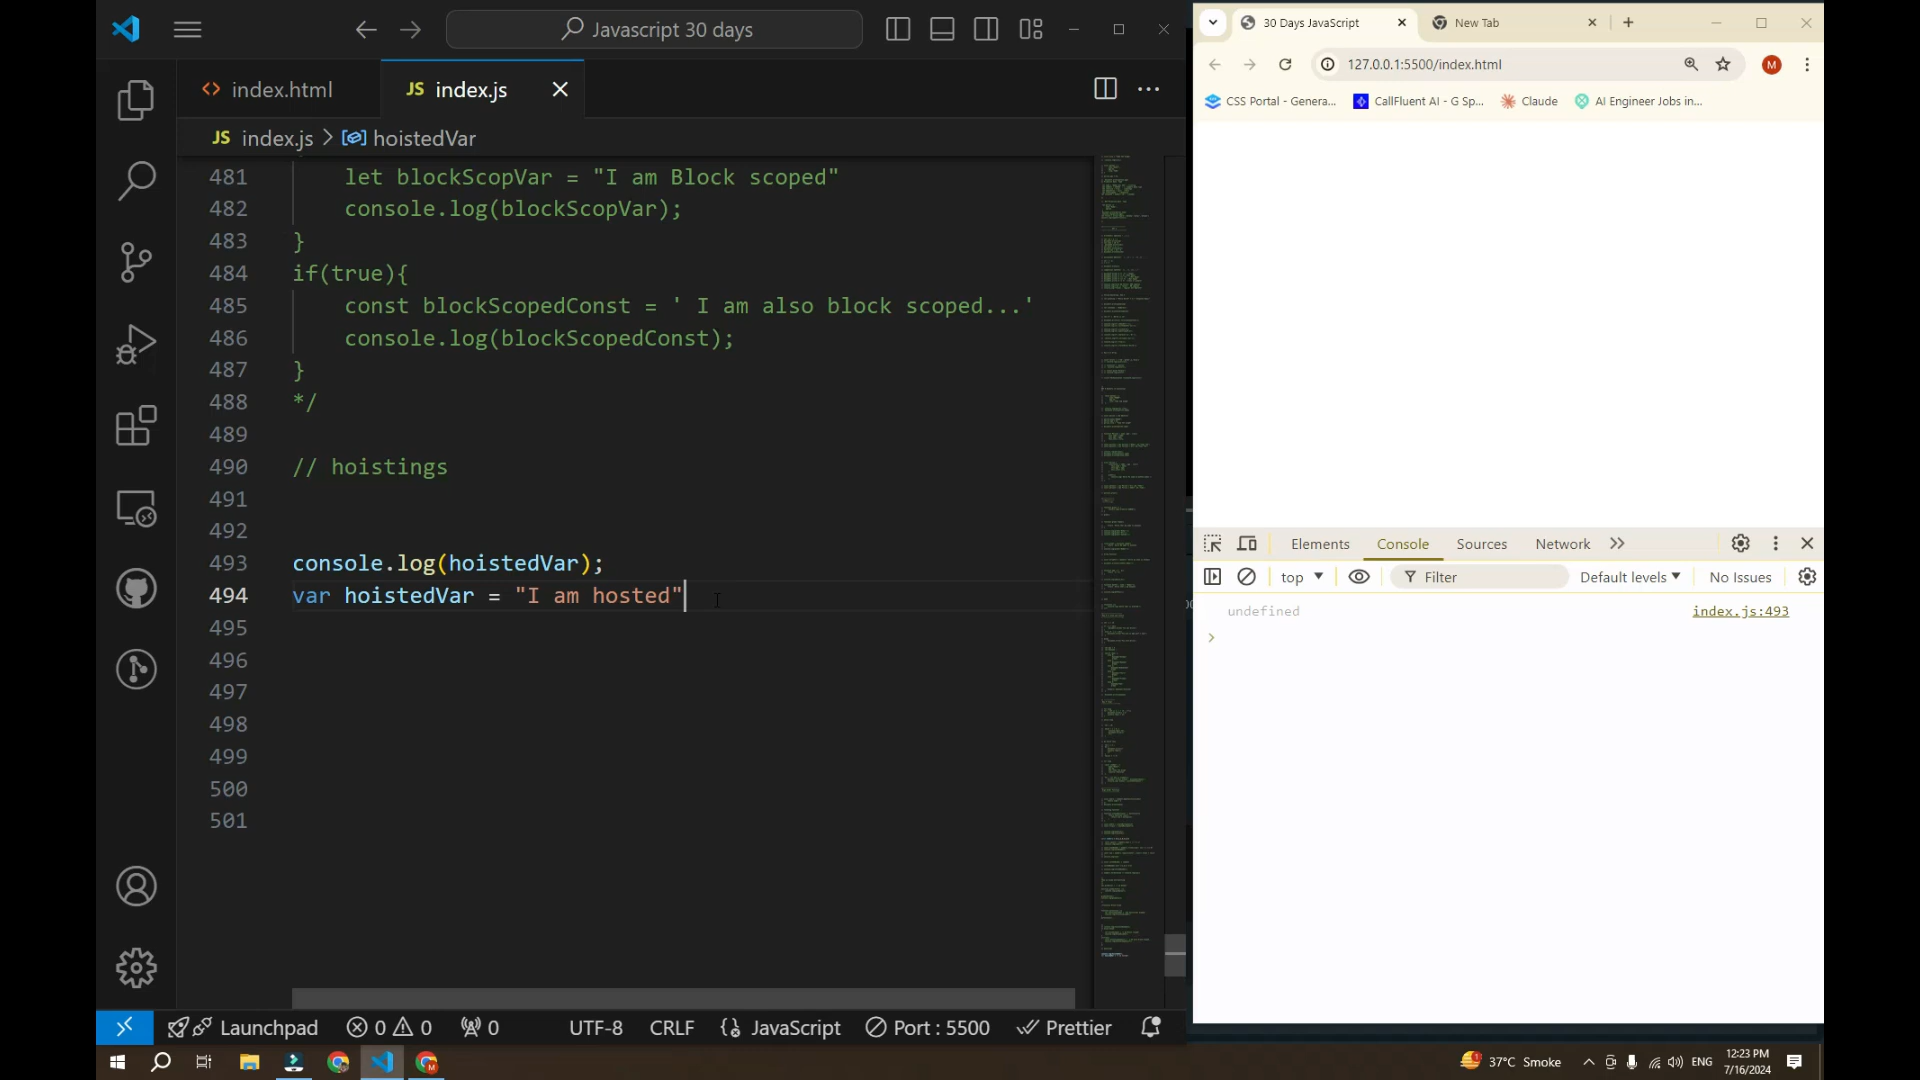 Javascript 30 days
index.html
JS index.js
JS index.js > hoistedVar
481 let blockScopVar = "I am Block scoped"
482 console.log(blockScopVar);
483 }
484 if(true){
485 const blockScopedConst = ' I am also block scoped...'
486 console.log(blockScopedConst);
487 }
488 */
489
490 // hoistings
491
492
493 console.log(hoistedVar);
494 var hoistedVar = "I am hosted"
495
496
497
498
499
500
501
Launchpad 0 0 0 UTF-8 CRLF JavaScript Port : 5500 Prettier
30 Days JavaScript
New Tab
127.0.0.1:5500/index.html
M
CSS Portal - Genera...
CallFluent AI - G Sp...
Claude
AI Engineer Jobs in...
Elements Console Sources Network
top Filter Default levels No Issues
undefined index.js:493
37°C Smoke
ENG
12:23 PM
7/16/2024